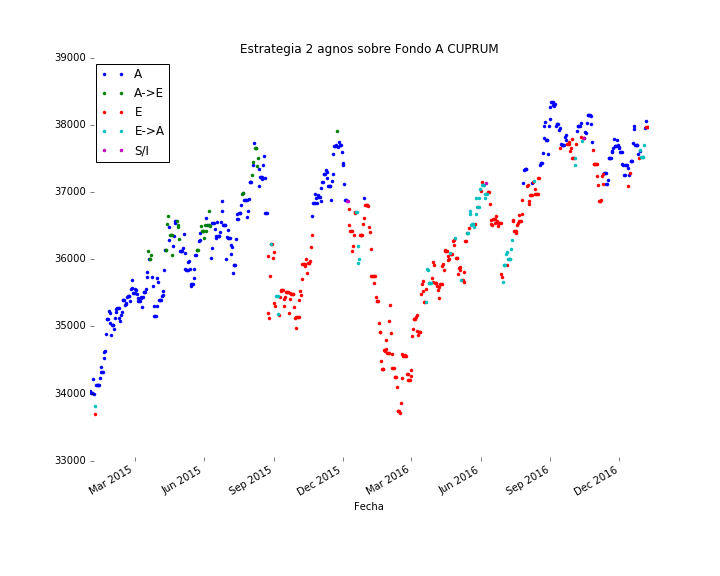 Estrategia 2 agnos sobre Fondo A CUPRUM
39000
38000
37000
36000
35000
34000
33000
A
A->E
E
E->A
S/I
Mar 2015
Jun 2015
Sep 2015
Dec 2015
Mar 2016
Jun 2016
Sep 2016
Dec 2016
Fecha